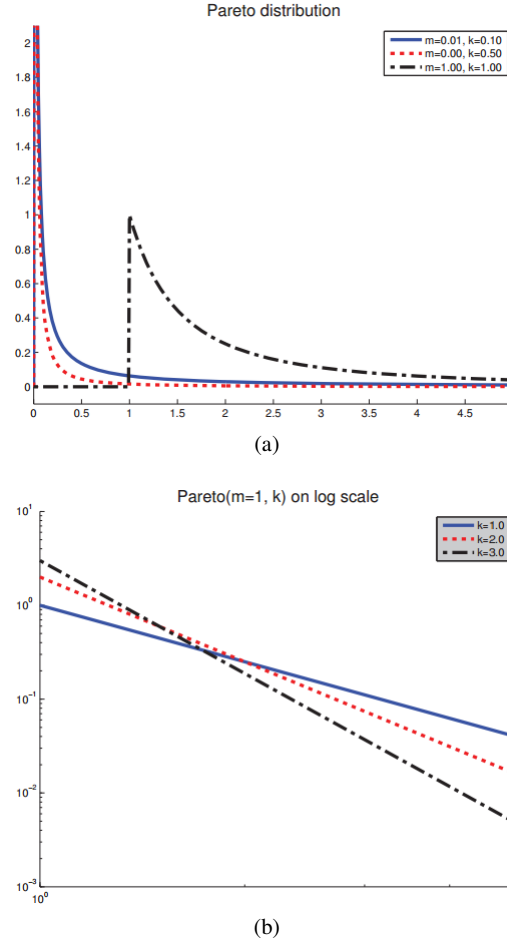 Pareto distribution
m=0.01, k=0.10
m=0.00, k=0.50
m=1.00, k=1.00
2
1.8
1.6
1.4
1.2
1
0.8
0.6
0.4
0.2
0
0 0.5 1 1.5 2 2.5 3 3.5 4 4.5
(a)
Pareto(m=1, k) on log scale
k=1.0
k=2.0
k=3.0
10^1
10^0
10^-1
10^-2
10^-3
10^0
(b)